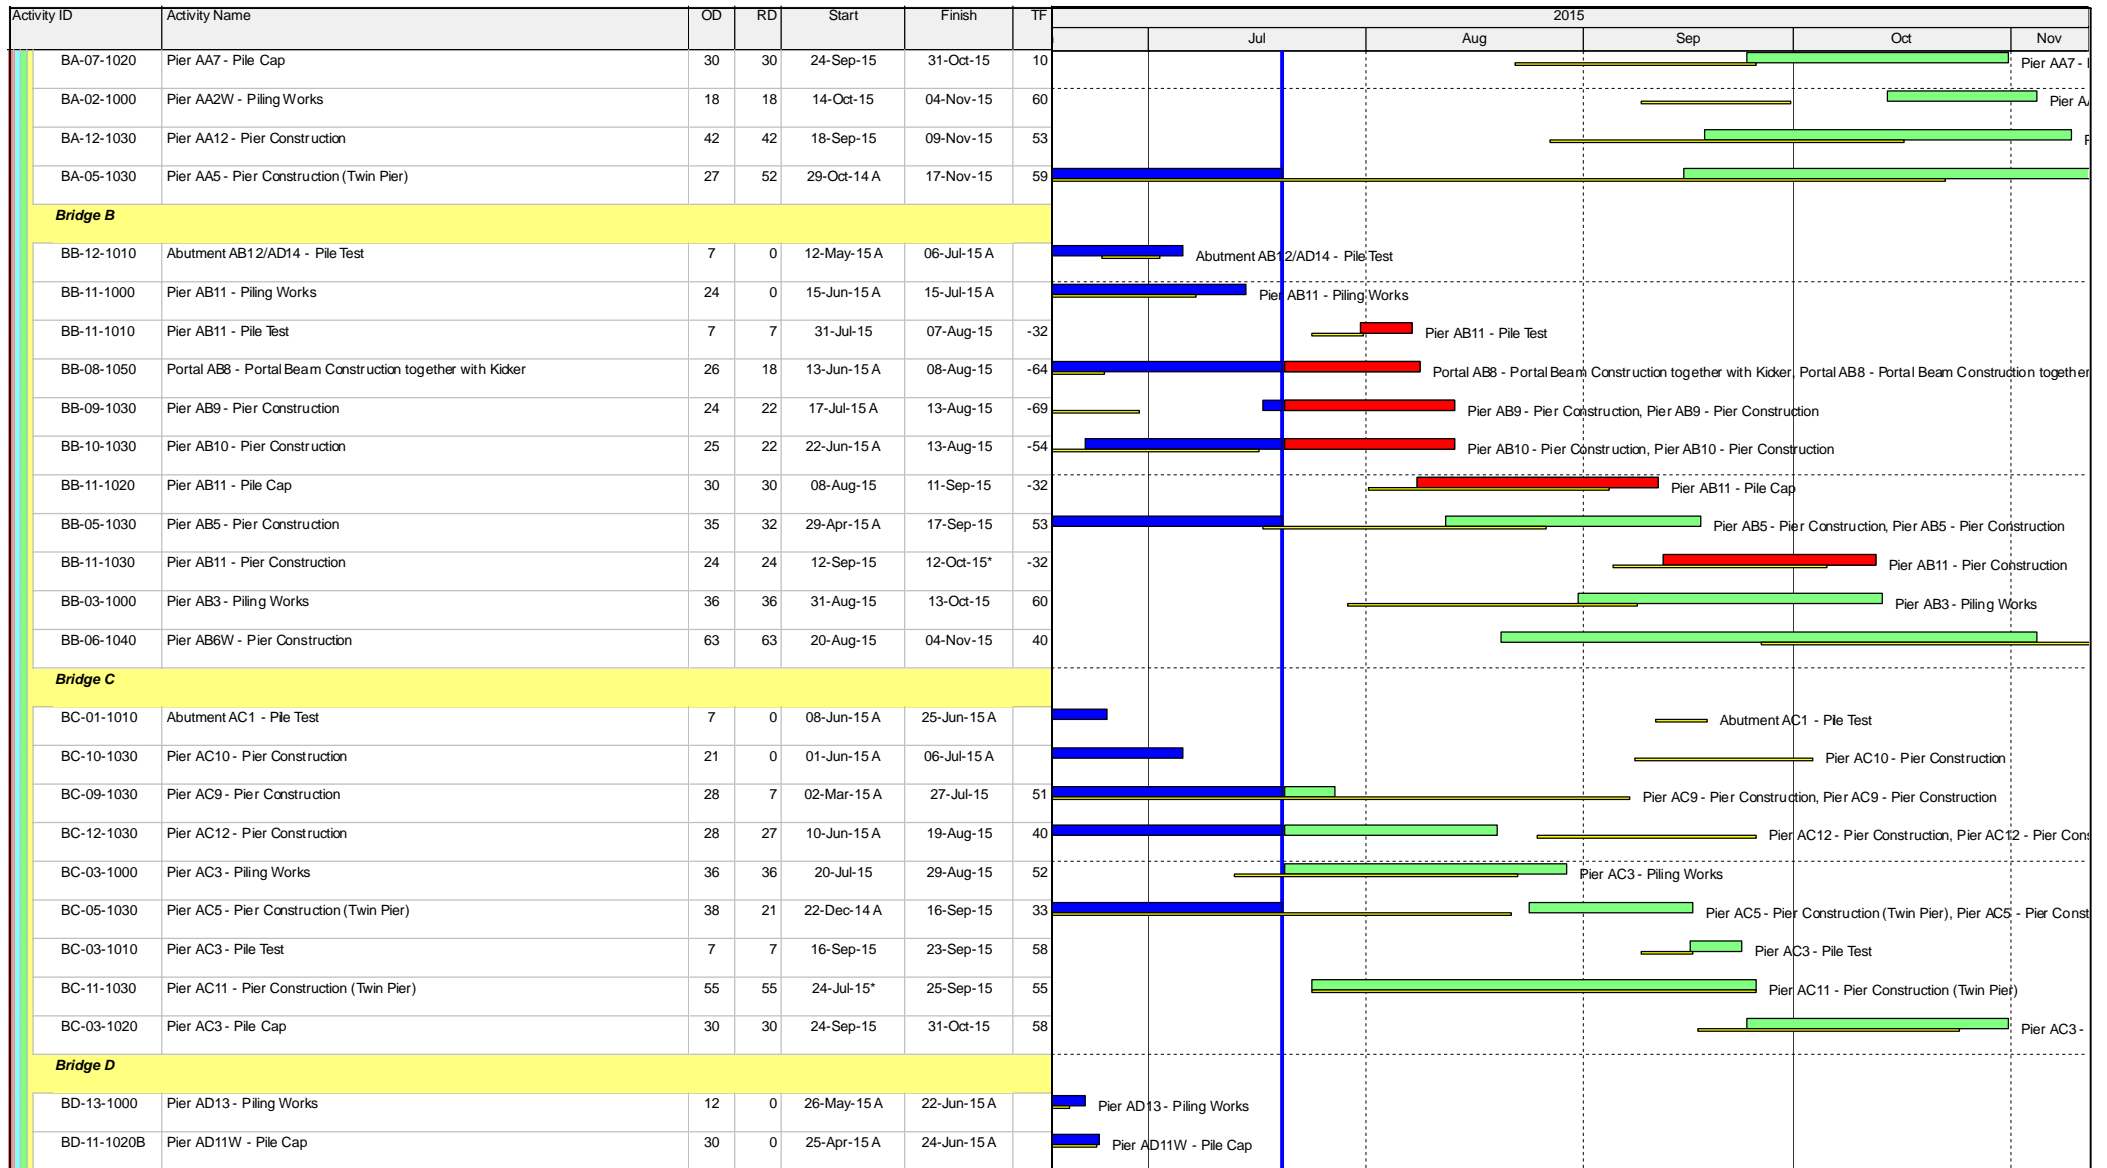 Activity ID Activity Name OD RD Start Finish TF 2015
Jul Aug Sep Oct Nov
BA-07-1020 Pier AA7 - Pile Cap 30 30 24-Sep-15 31-Oct-15 10 Pier AA7 -
BA-02-1000 Pier AA2W - Piling Works 18 18 14-Oct-15 04-Nov-15 60 Pier
BA-12-1030 Pier AA12 - Pier Construction 42 42 18-Sep-15 09-Nov-15 53
BA-05-1030 Pier AA5 - Pier Construction (Twin Pier) 27 52 29-Oct-14 A 17-Nov-15 59
Bridge B
BB-12-1010 Abutment AB12/AD14 - Pile Test 7 0 12-May-15 A 06-Jul-15 A Abutment AB12/AD14 - Pile Test
BB-11-1000 Pier AB11 - Piling Works 24 0 15-Jun-15 A 15-Jul-15 A Pier AB11 - Piling Works
BB-11-1010 Pier AB11 - Pile Test 7 7 31-Jul-15 07-Aug-15 -32 Pier AB11 - Pile Test
BB-08-1050 Portal AB8 - Portal Beam Construction together with Kicker 26 18 13-Jun-15 A 08-Aug-15 -64 Portal AB8 - Portal Beam Construction together with Kicker, Portal AB8 - Portal Beam Construction together
BB-09-1030 Pier AB9 - Pier Construction 24 22 17-Jul-15 A 13-Aug-15 -69 Pier AB9 - Pier Construction, Pier AB9 - Pier Construction
BB-10-1030 Pier AB10 - Pier Construction 25 22 22-Jun-15 A 13-Aug-15 -54 Pier AB10 - Pier Construction, Pier AB10 - Pier Construction
BB-11-1020 Pier AB11 - Pile Cap 30 30 08-Aug-15 11-Sep-15 -32 Pier AB11 - Pile Cap
BB-05-1030 Pier AB5 - Pier Construction 35 32 29-Apr-15 A 17-Sep-15 53 Pier AB5 - Pier Construction, Pier AB5 - Pier Construction
BB-11-1030 Pier AB11 - Pier Construction 24 24 12-Sep-15 12-Oct-15* -32 Pier AB11 - Pier Construction
BB-03-1000 Pier AB3 - Piling Works 36 36 31-Aug-15 13-Oct-15 60 Pier AB3 - Piling Works
BB-06-1040 Pier AB6W - Pier Construction 63 63 20-Aug-15 04-Nov-15 40
Bridge C
BC-01-1010 Abutment AC1 - Pile Test 7 0 08-Jun-15 A 25-Jun-15 A Abutment AC1 - Pile Test
BC-10-1030 Pier AC10 - Pier Construction 21 0 01-Jun-15 A 06-Jul-15 A Pier AC10 - Pier Construction
BC-09-1030 Pier AC9 - Pier Construction 28 7 02-Mar-15 A 27-Jul-15 51 Pier AC9 - Pier Construction, Pier AC9 - Pier Construction
BC-12-1030 Pier AC12 - Pier Construction 28 27 10-Jun-15 A 19-Aug-15 40 Pier AC12 - Pier Construction, Pier AC12 - Pier Cons
BC-03-1000 Pier AC3 - Piling Works 36 36 20-Jul-15 29-Aug-15 52 Pier AC3 - Piling Works
BC-05-1030 Pier AC5 - Pier Construction (Twin Pier) 38 21 22-Dec-14 A 16-Sep-15 33 Pier AC5 - Pier Construction (Twin Pier), Pier AC5 - Pier Const
BC-03-1010 Pier AC3 - Pile Test 7 7 16-Sep-15 23-Sep-15 58 Pier AC3 - Pile Test
BC-11-1030 Pier AC11 - Pier Construction (Twin Pier) 55 55 24-Jul-15* 25-Sep-15 55 Pier AC11 - Pier Construction (Twin Pier)
BC-03-1020 Pier AC3 - Pile Cap 30 30 24-Sep-15 31-Oct-15 58 Pier AC3 -
Bridge D
BD-13-1000 Pier AD13 - Piling Works 12 0 26-May-15 A 22-Jun-15 A Pier AD13 - Piling Works
BD-11-1020B Pier AD11W - Pile Cap 30 0 25-Apr-15 A 24-Jun-15 A Pier AD11W - Pile Cap